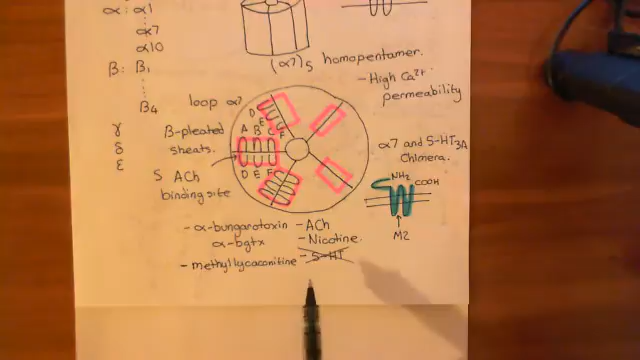 α : α1
α7
α10
β: β1
β4
γ
δ
ε
(α7)5 homopentamer.
- High Ca2+ permeability
loop α7
β-pleated sheats.
5 ACh binding site
D E F
A B C
D E F
α7 and 5-HT3A Chimera.
NH2
COOH
M2
- α-bungarotoxin
α-bgtx
- methyllycaconitine
- ACh
- Nicotine.
- 5-HT